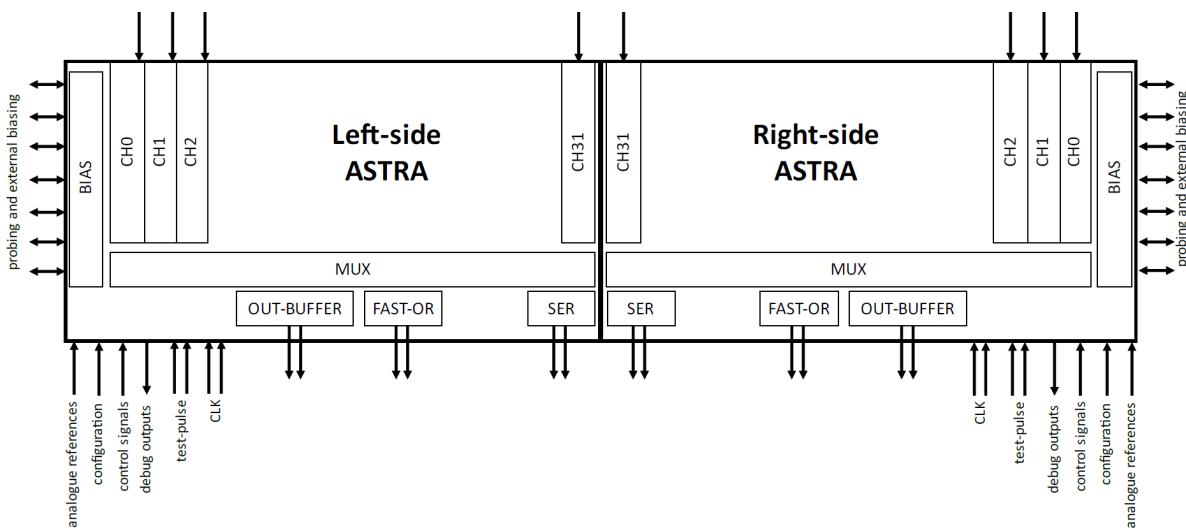 probing and external biasing
BIAS
CH0
CH1
CH2
Left-side
ASTRA
CH31
CH31
Right-side
ASTRA
CH2
CH1
CH0
BIAS
probing and external biasing
MUX
MUX
OUT-BUFFER
FAST-OR
SER
SER
FAST-OR
OUT-BUFFER
analogue references
configuration
control signals
debug outputs
test-pulse
CLK
CLK
test-pulse
debug outputs
control signals
configuration
analogue references